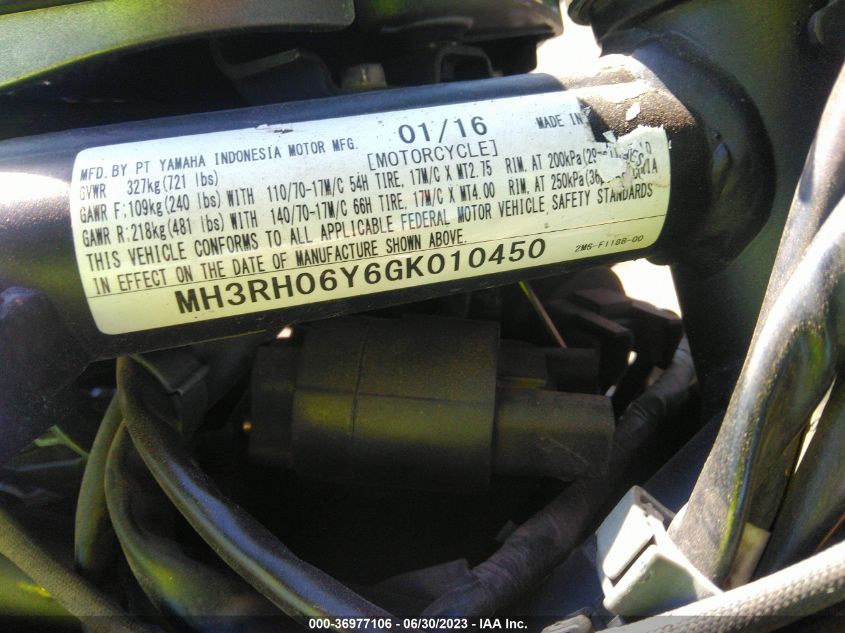 MFD. BY PT YAMAHA INDONESIA MOTOR MFG. 01/16 MADE IN
GVWR 327kg(721 lbs) [MOTORCYCLE]
GAWR F:109kg(240 lbs) WITH 110/70-17M/C 54H TIRE, 17M/C X MT2.75 RIM, AT 200kPa(29
GAWR R:218kg(481 lbs) WITH 140/70-17M/C 66H TIRE, 17M/C X MT4.00 RIM, AT 250kPa(36
THIS VEHICLE CONFORMS TO ALL APPLICABLE FEDERAL MOTOR VEHICLE SAFETY STANDARDS
IN EFFECT ON THE DATE OF MANUFACTURE SHOWN ABOVE.
MH3RH06Y6GK010450 2MS-F118B-00
000-36977106 - 06/30/2023 - IAA Inc.